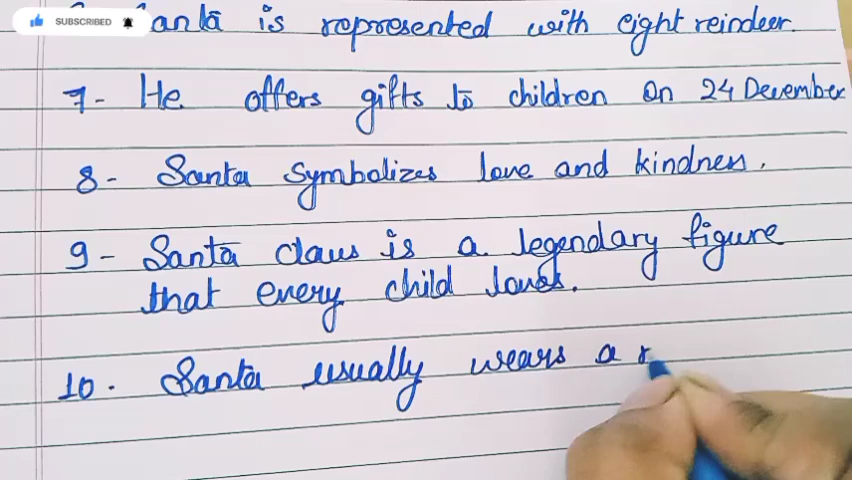 SUBSCRIBED
Santa is represented with eight reindeer.
7- He offers gifts to children on 24 December
8- Santa symbolizes love and kindness.
9- Santa claus is a legendary figure
that every child loves.
10. Santa usually wears a r